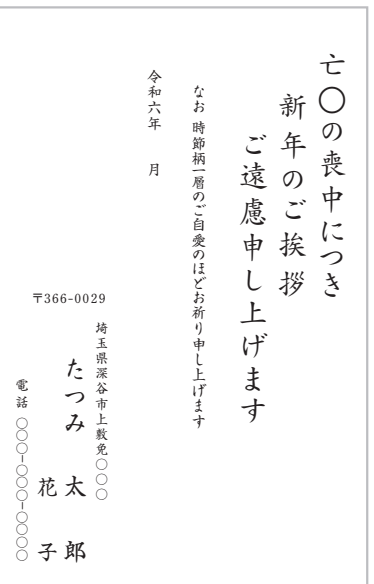 亡〇の喪中につき
新年のご挨拶
ご遠慮申し上げます
なお 時節柄一層のご自愛のほどお祈り申し上げます
令和六年 月
〒366-0029
埼玉県深谷市上敷免〇〇〇
たつみ 太郎
花子
電話 〇〇〇-〇〇〇-〇〇〇〇